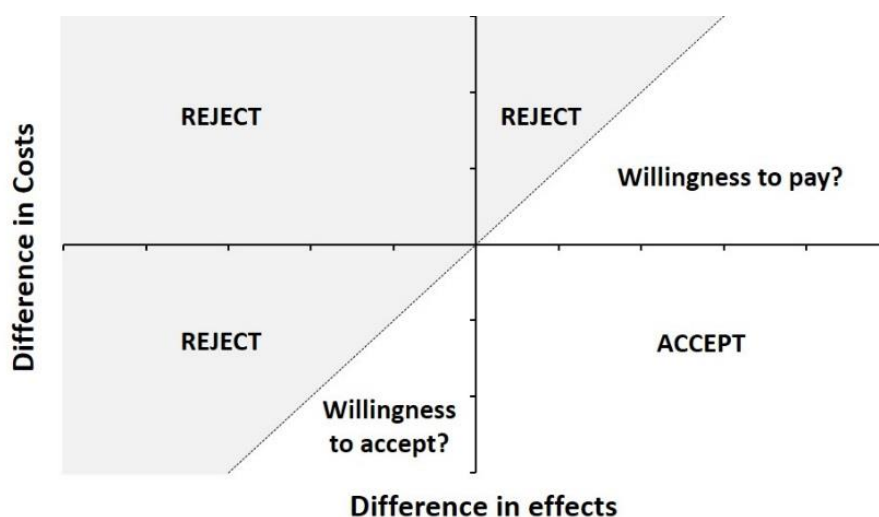 REJECT
REJECT
Willingness to pay?
Difference in Costs
REJECT
ACCEPT
Willingness
to accept?
Difference in effects